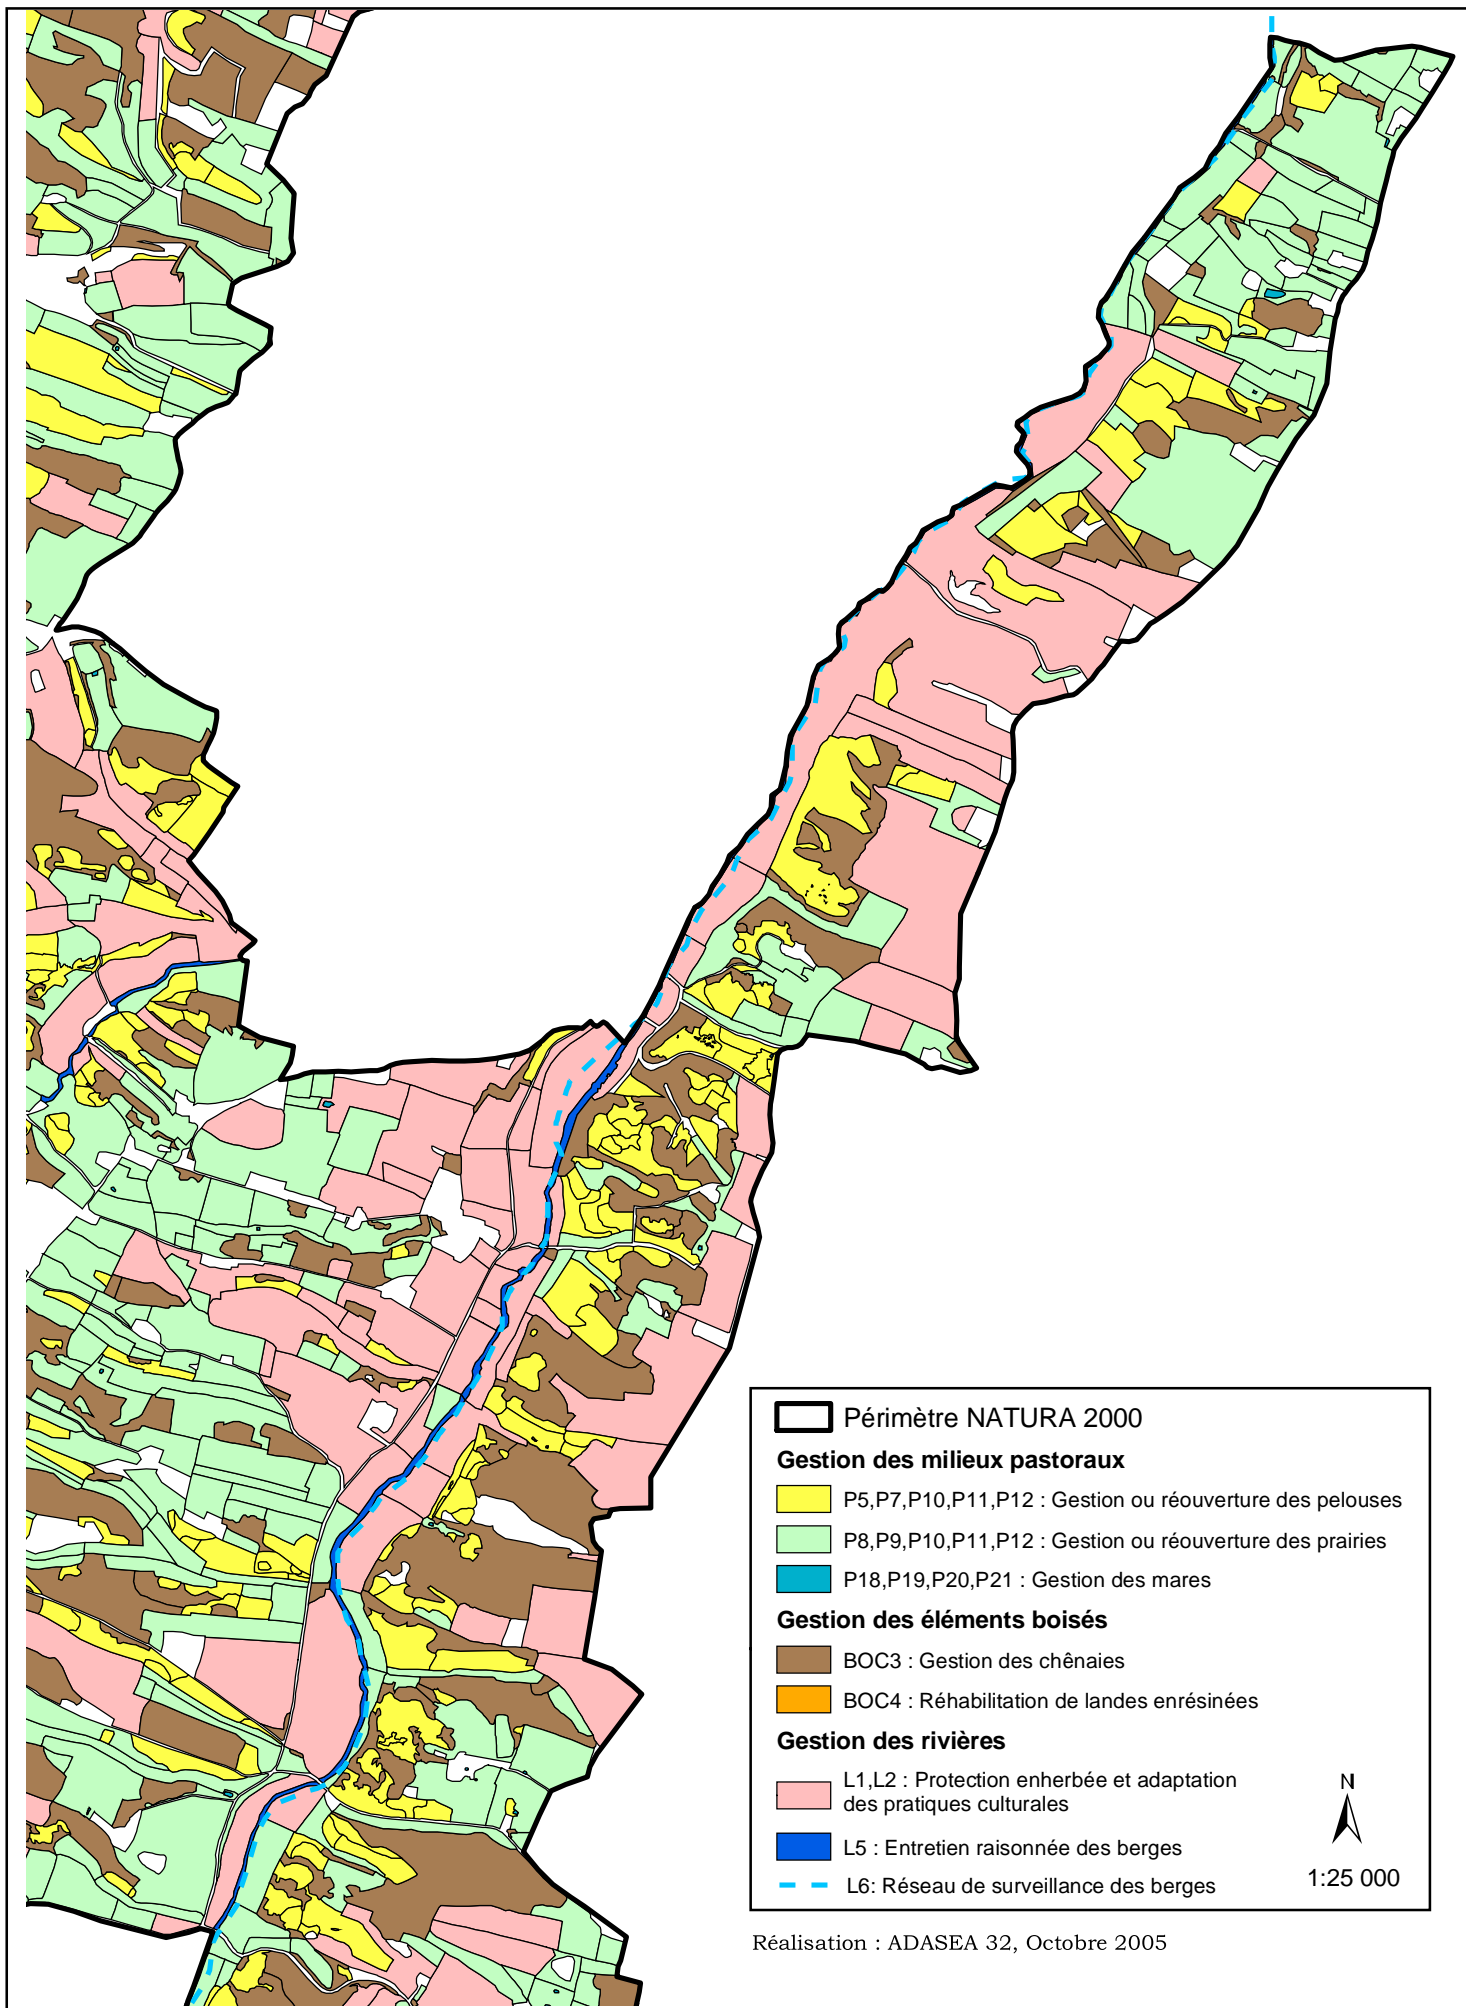 Périmètre NATURA 2000
Gestion des milieux pastoraux
P5,P7,P10,P11,P12 : Gestion ou réouverture des pelouses
P8,P9,P10,P11,P12 : Gestion ou réouverture des prairies
P18,P19,P20,P21 : Gestion des mares
Gestion des éléments boisés
BOC3 : Gestion des chênaies
BOC4 : Réhabilitation de landes enrésinées
Gestion des rivières
L1,L2 : Protection enherbée et adaptation
des pratiques culturales
L5 : Entretien raisonnée des berges
L6: Réseau de surveillance des berges
N
1:25 000
Réalisation : ADASEA 32, Octobre 2005